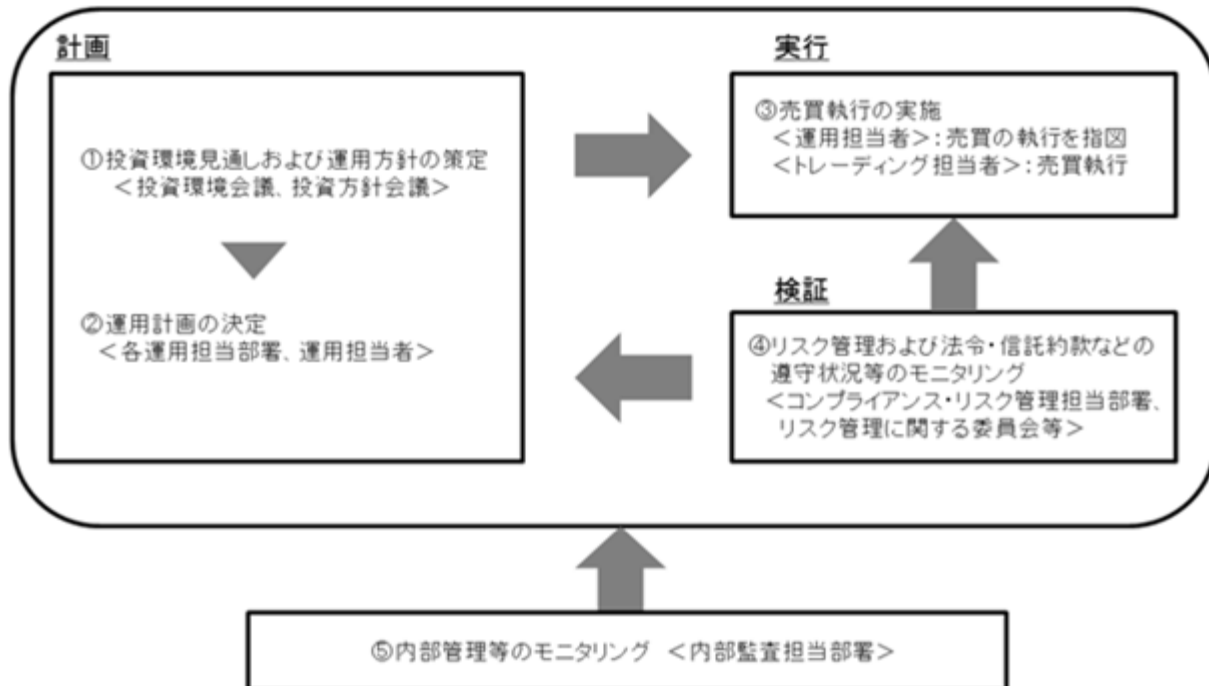 計画
①投資環境見通しおよび運用方針の策定
<投資環境会議、投資方針会議>
②運用計画の決定
<各運用担当部署、運用担当者>
実行
③売買執行の実施
<運用担当者>:売買の執行を指図
<トレーディング担当者>:売買執行
検証
④リスク管理および法令・信託約款などの
遵守状況等のモニタリング
<コンプライアンス・リスク管理担当部署、
リスク管理に関する委員会等>
⑤内部管理等のモニタリング <内部監査担当部署>